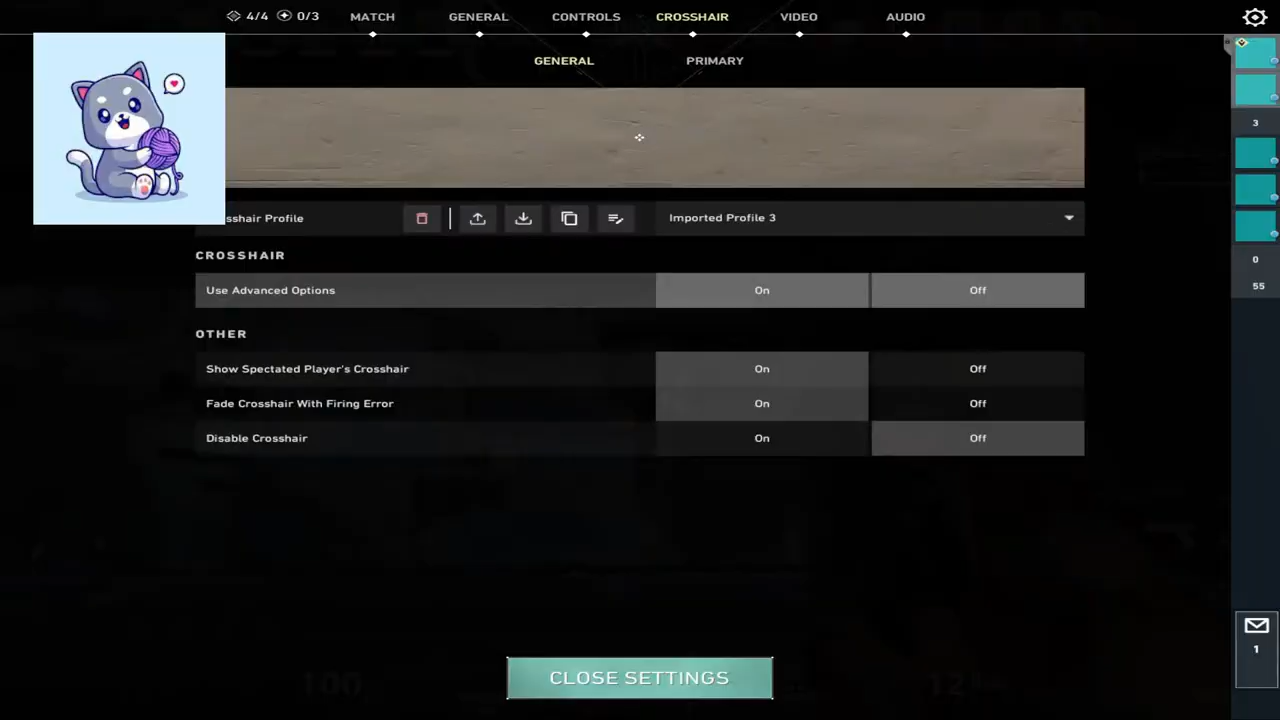 4/4 0/3 MATCH GENERAL CONTROLS CROSSHAIR VIDEO AUDIO
GENERAL PRIMARY
3
sshair Profile Imported Profile 3
CROSSHAIR
0
Use Advanced Options On Off
55
OTHER
Show Spectated Player's Crosshair On Off
Fade Crosshair With Firing Error On Off
Disable Crosshair On Off
1
CLOSE SETTINGS
100 12